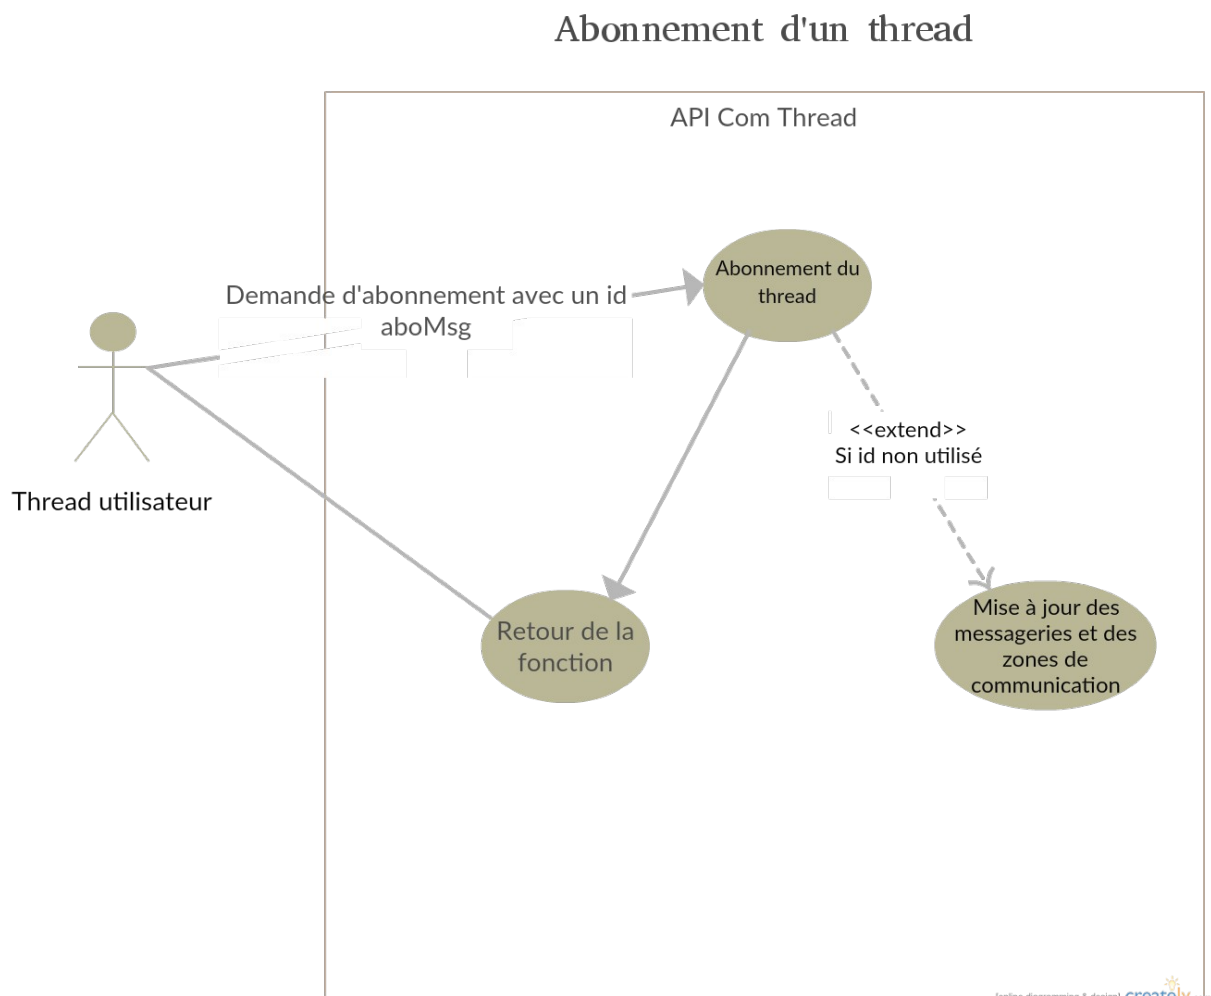 Abonnement d'un thread
API Com Thread
Abonnement du
thread
Demande d'abonnement avec un id
aboMsg
<<extend>>
Si id non utilisé
Thread utilisateur
Mise à jour des
messageries et des
zones de
communication
Retour de la
fonction
creately